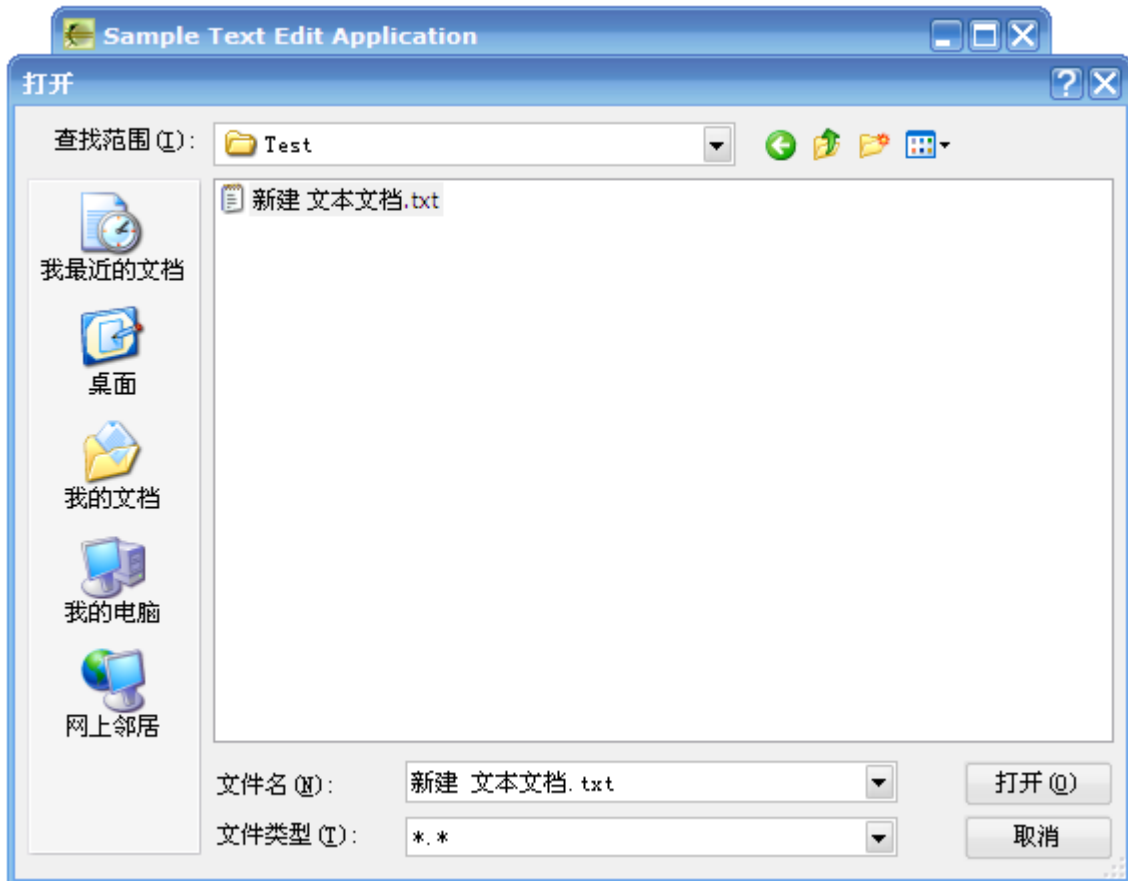 Sample Text Edit Application
打开
查找范围(I):
Test
新建 文本文档.txt
我最近的文档
桌面
我的文档
我的电脑
网上邻居
文件名(N):
新建 文本文档.txt
打开(O)
文件类型(T):
*.*
取消